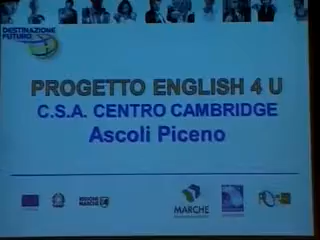 DESTINAZIONE
FUTURO
PROGETTO ENGLISH 4 U
C.S.A. CENTRO CAMBRIDGE
Ascoli Piceno
MARCHE